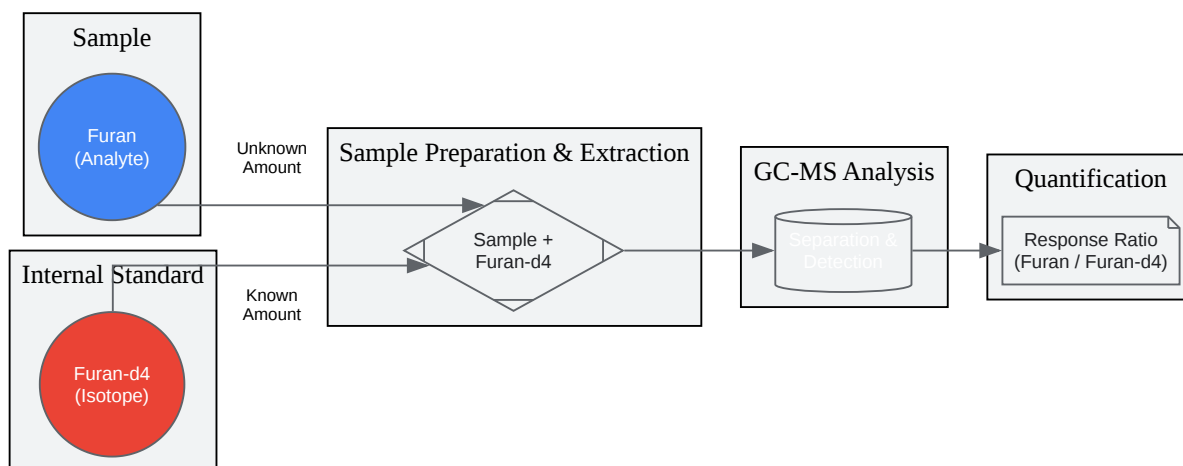 Sample
Furan
(Analyte)
Unknown
Amount
Internal Standard
Furan-d4
(Isotope)
Known
Amount
Sample Preparation & Extraction
Sample +
Furan-d4
GC-MS Analysis
Separation &
Detection
Quantification
Response Ratio
(Furan / Furan-d4)